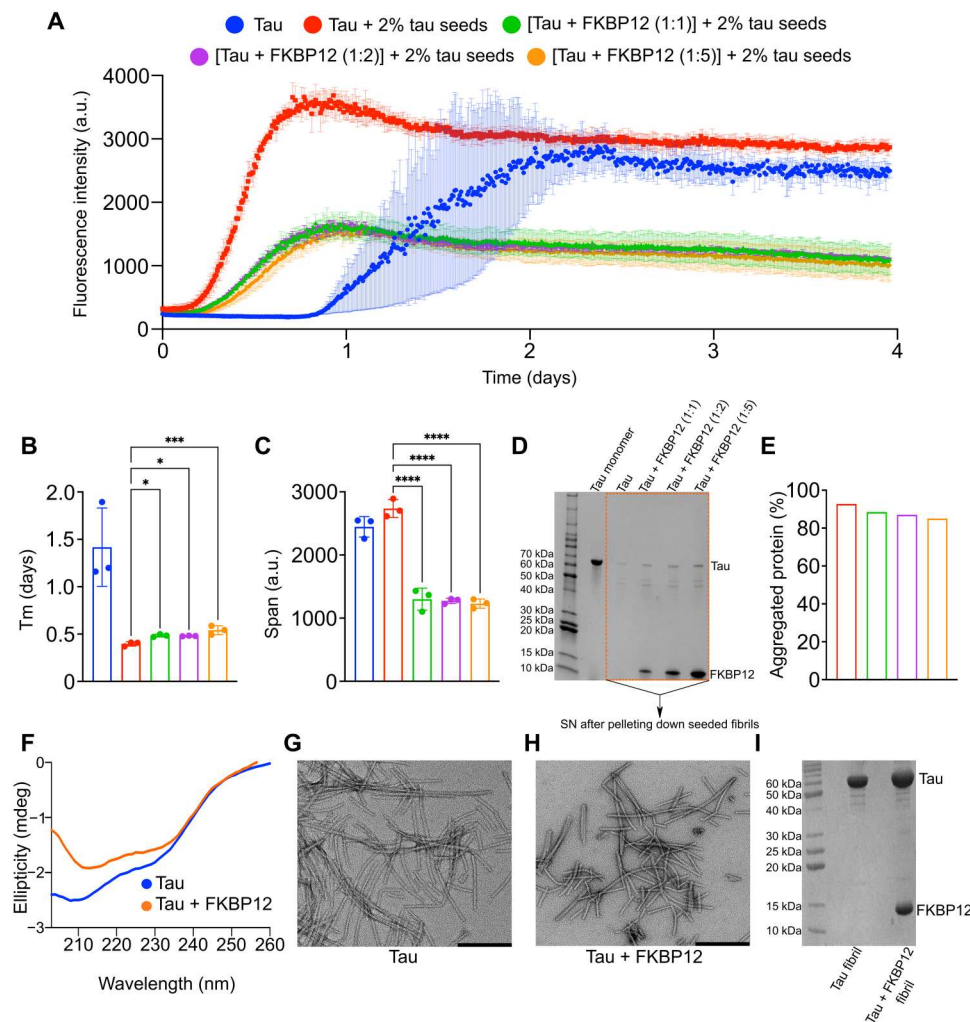 A
Tau
Tau + 2% tau seeds
[Tau + FKBP12 (1:1)] + 2% tau seeds
[Tau + FKBP12 (1:2)] + 2% tau seeds
[Tau + FKBP12 (1:5)] + 2% tau seeds
Fluorescence intensity (a.u.)
4000
3000
2000
1000
0
0
1
2
3
4
Time (days)
B
***
*
*
Tm (days)
2.0
1.5
1.0
0.5
0
C
****
****
****
Span (a.u.)
3000
2000
1000
0
D
Tau monomer
Tau
Tau + FKBP12 (1:1)
Tau + FKBP12 (1:2)
Tau + FKBP12 (1:5)
70 kDa
60 kDa
50 kDa
40 kDa
30 kDa
25 kDa
20 kDa
15 kDa
10 kDa
Tau
FKBP12
SN after pelleting down seeded fibrils
E
Aggregated protein (%)
100
80
60
40
20
0
F
Ellipticity (mdeg)
0
−1
−2
−3
Tau
Tau + FKBP12
210
220
230
240
250
260
Wavelength (nm)
G
Tau
H
Tau + FKBP12
I
60 kDa
50 kDa
40 kDa
30 kDa
25 kDa
20 kDa
15 kDa
10 kDa
Tau
FKBP12
Tau fibril
Tau + FKBP12
fibril